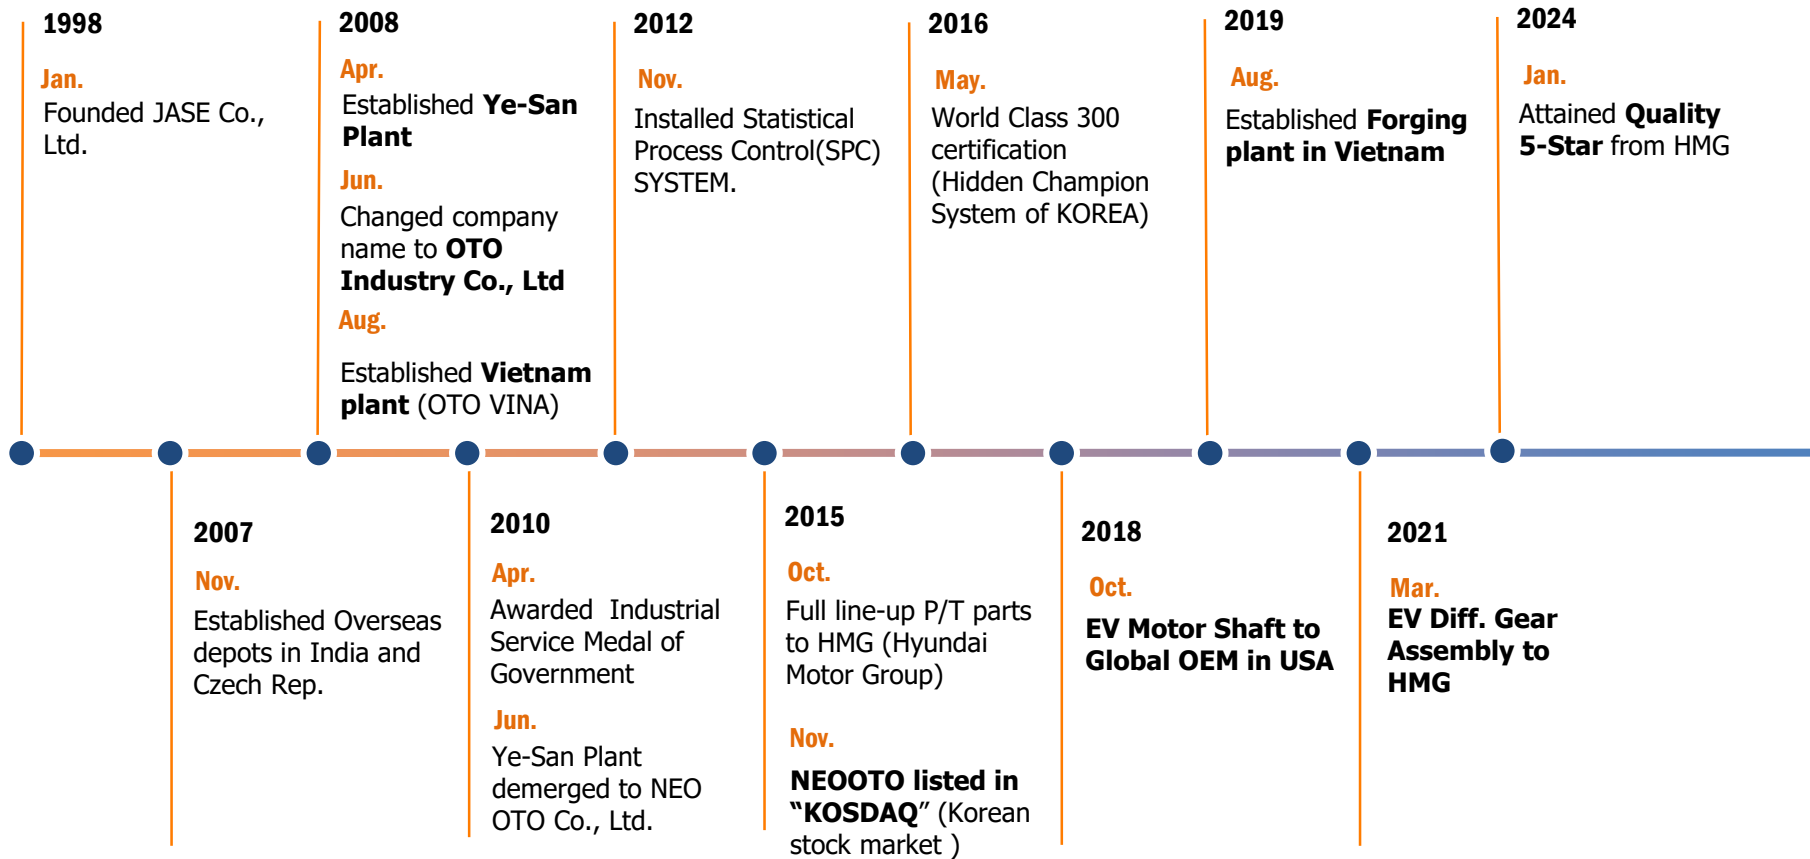 1998
Jan.
Founded JASE Co.,
Ltd.
2008
Apr.
Established Ye-San
Plant
Jun.
Changed company
name to OTO
Industry Co., Ltd
Aug.
Established Vietnam
plant (OTO VINA)
2012
Nov.
Installed Statistical
Process Control(SPC)
SYSTEM.
2016
May.
World Class 300
certification
(Hidden Champion
System of KOREA)
2019
Aug.
Established Forging
plant in Vietnam
2024
Jan.
Attained Quality
5-Star from HMG
2007
Nov.
Established Overseas
depots in India and
Czech Rep.
2010
Apr.
Awarded  Industrial
Service Medal of
Government
Jun.
Ye-San Plant
demerged to NEO
OTO Co., Ltd.
2015
Oct.
Full line-up P/T parts
to HMG (Hyundai
Motor Group)
Nov.
NEOOTO listed in
“KOSDAQ” (Korean
stock market )
2018
Oct.
EV Motor Shaft to
Global OEM in USA
2021
Mar.
EV Diff. Gear
Assembly to
HMG